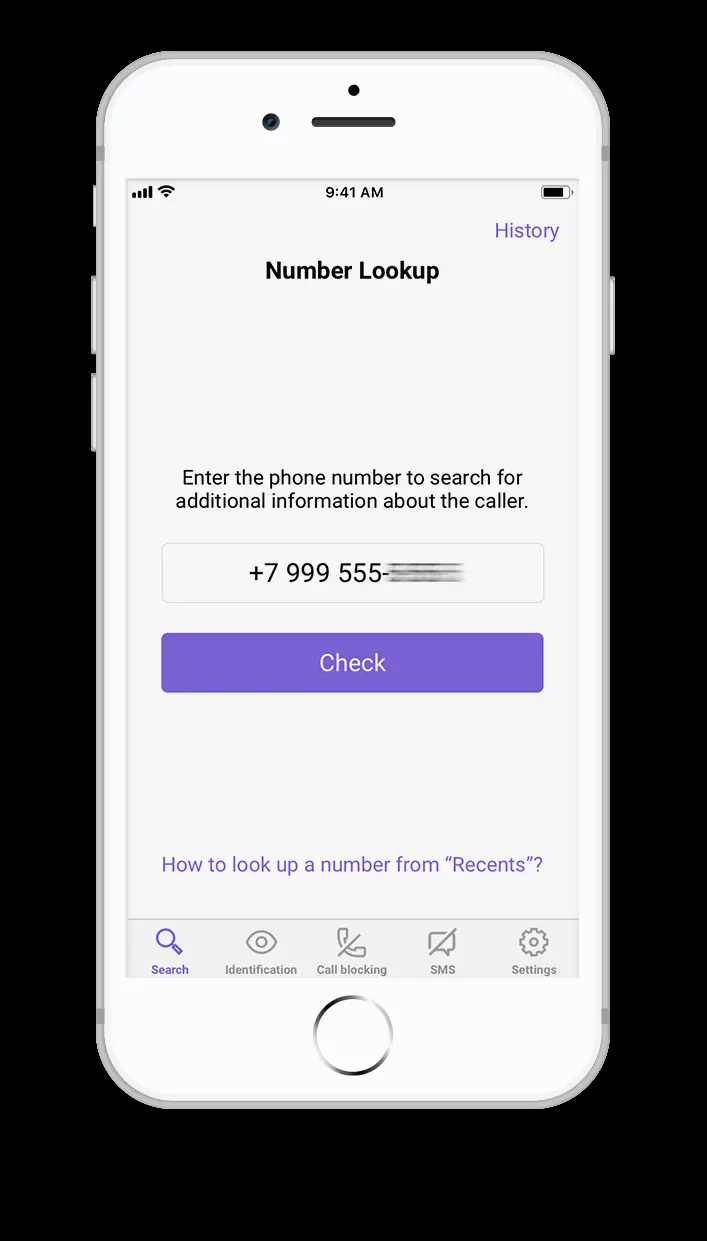 9:41 AM
History
Number Lookup
Enter the phone number to search for
additional information about the caller.
+7 999 555-
Check
How to look up a number from “Recents”?
Search Identification Call blocking SMS Settings